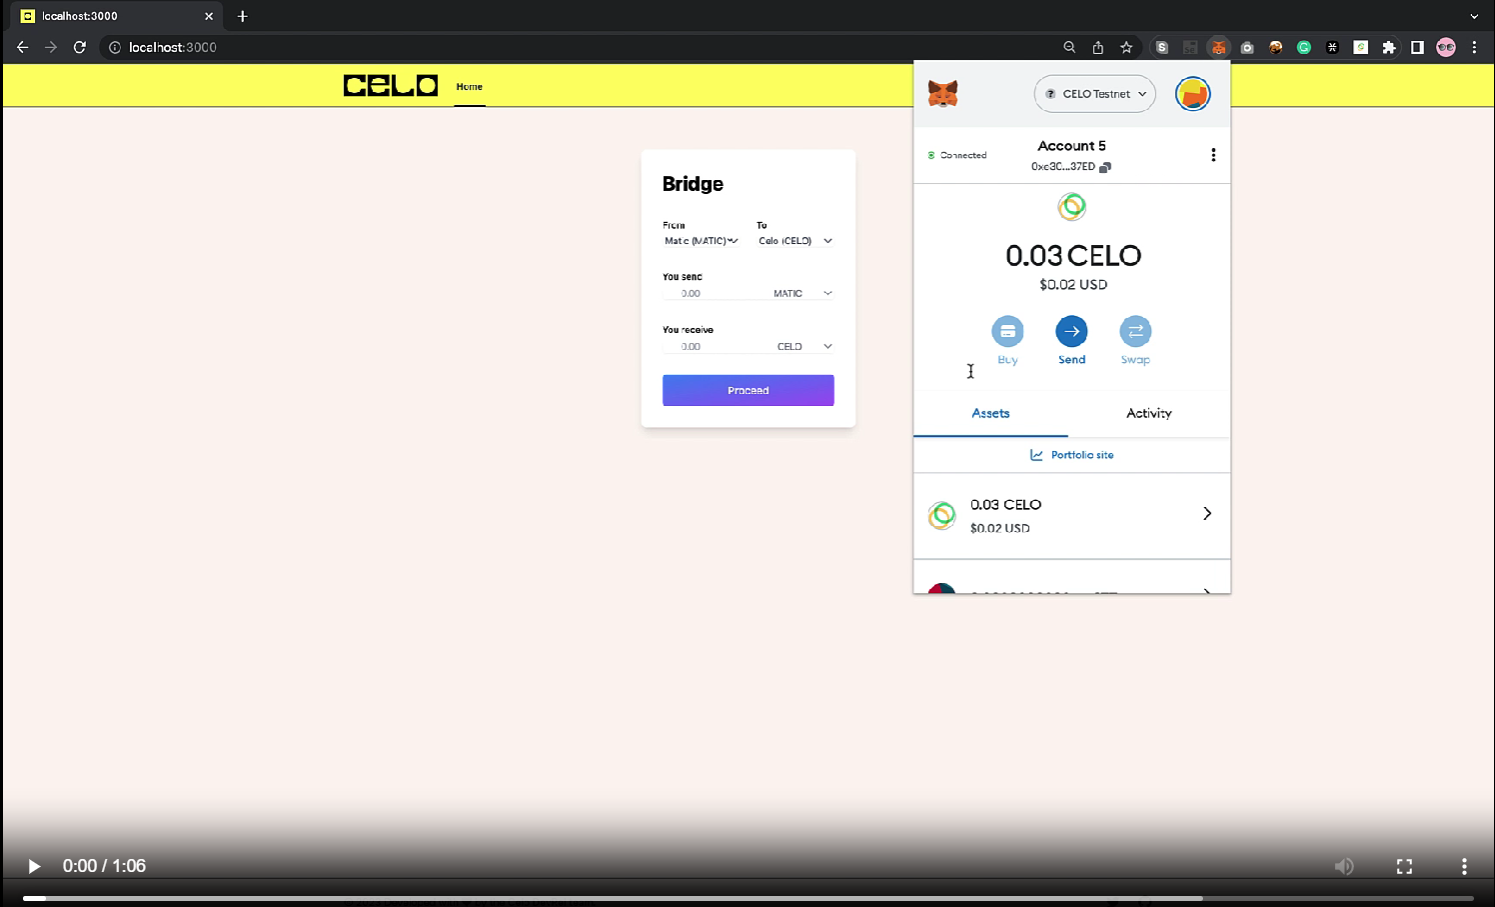 localhost:3000
localhost:3000
CELO
Home
CELO Testnet
Connected
Account 5
0xe30...37ED
Bridge
From
To
Matic (MATIC)
Celo (CELO)
You send
0.00
MATIC
You receive
0.00
CELO
Proceed
0.03 CELO
$0.02 USD
Buy
Send
Swap
Assets
Activity
Portfolio site
0.03 CELO
$0.02 USD
0:00 / 1:06